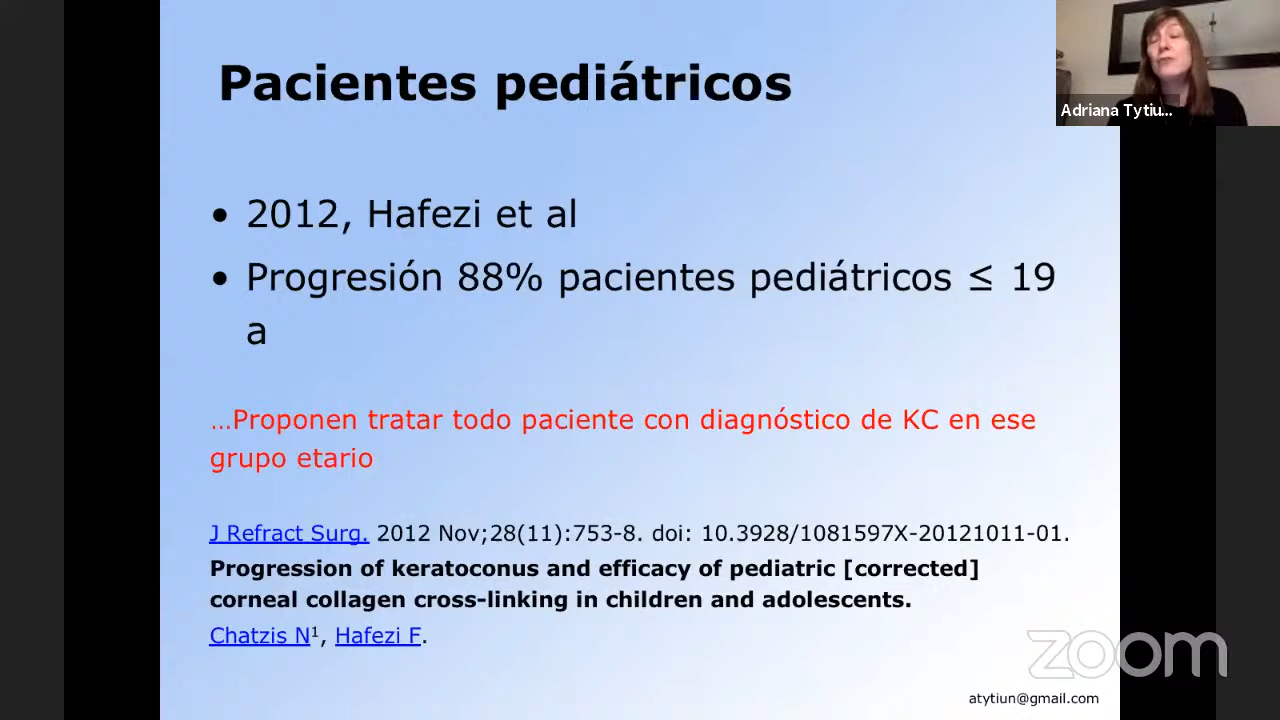 Pacientes pediátricos
Adriana Tytiu...
• 2012, Hafezi et al
• Progresión 88% pacientes pediátricos ≤ 19
a
...Proponen tratar todo paciente con diagnóstico de KC en ese
grupo etario
J Refract Surg. 2012 Nov;28(11):753-8. doi: 10.3928/1081597X-20121011-01.
Progression of keratoconus and efficacy of pediatric [corrected]
corneal collagen cross-linking in children and adolescents.
Chatzis N¹, Hafezi F.
zoom
atytiun@gmail.com